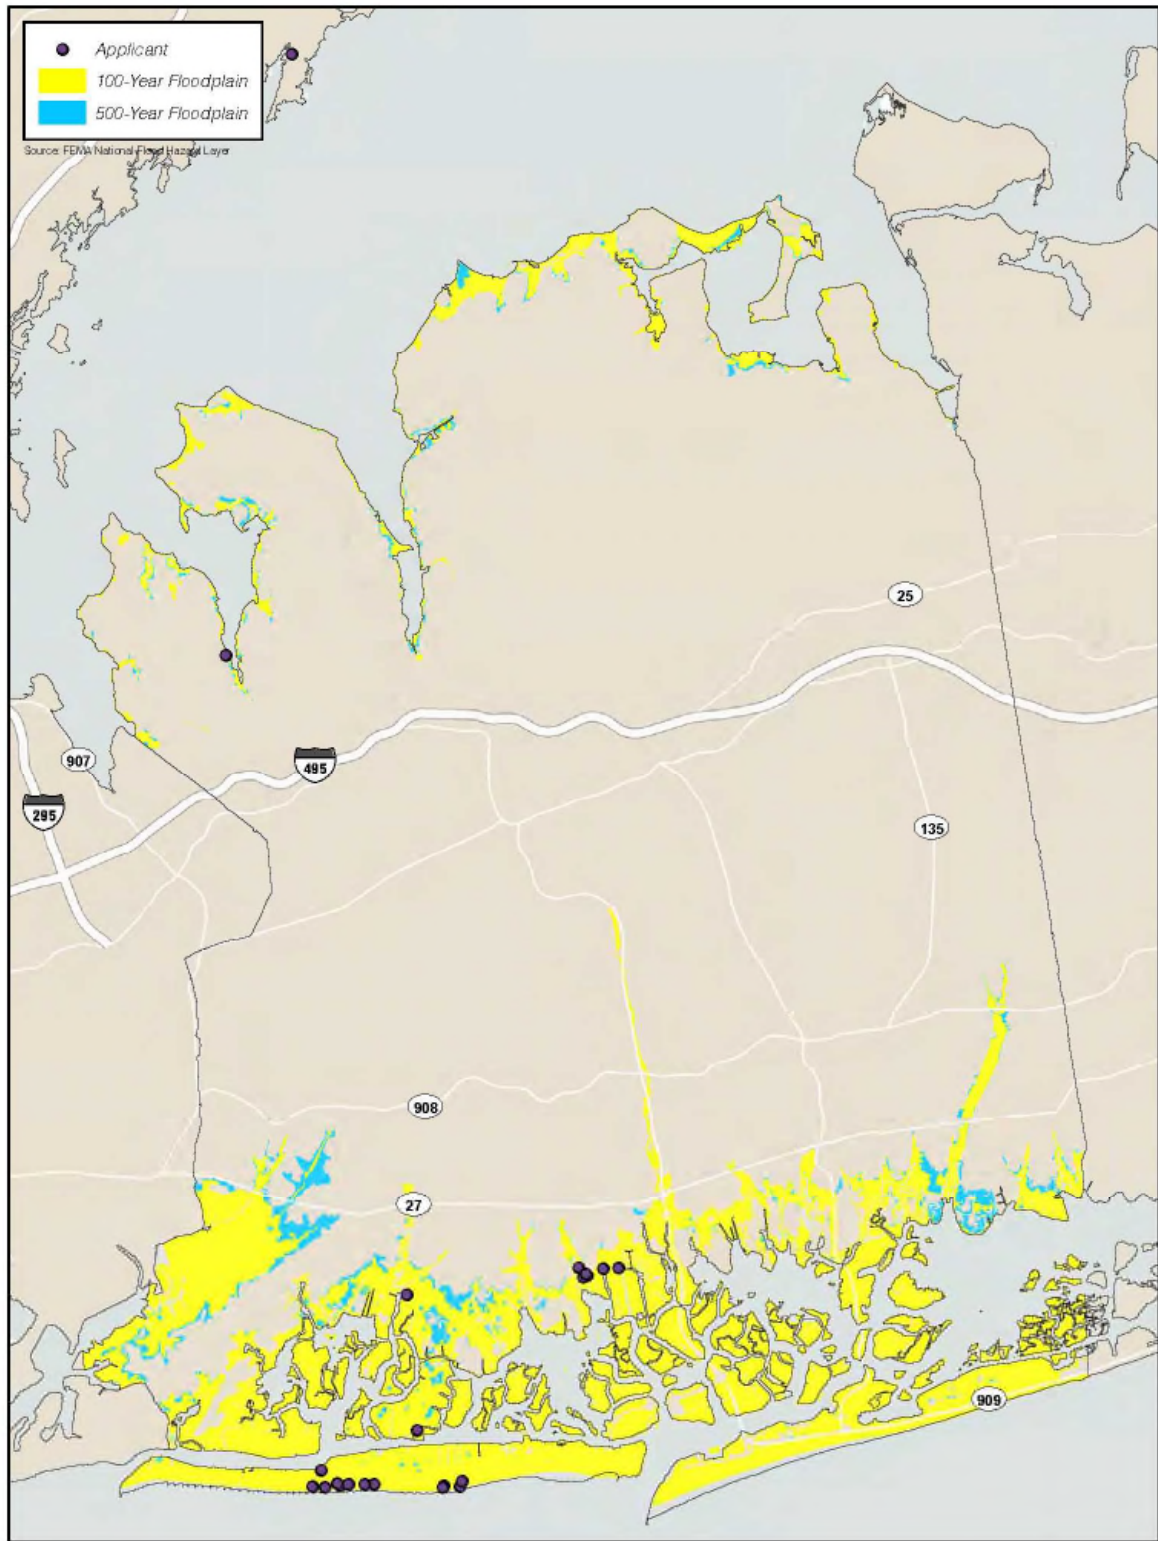 Applicant
100-Year Floodplain
500-Year Floodplain
Source: FEMA National Flood Hazard Layer
25
907
495
295
135
908
27
909